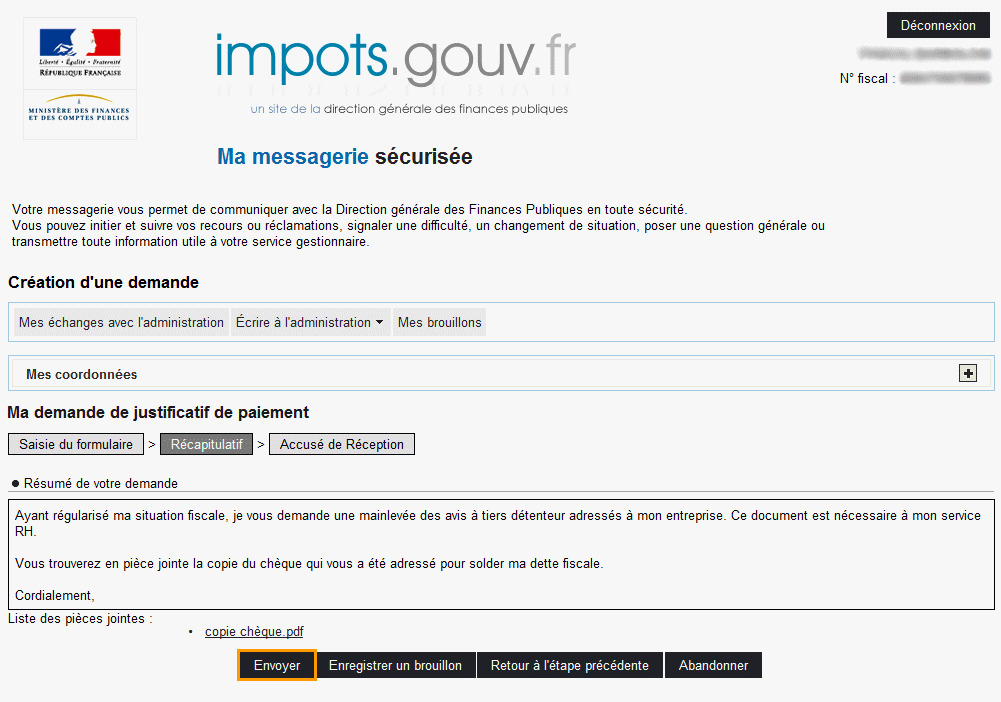 Déconnexion
N° fiscal :
Liberté • Égalité • Fraternité
RÉPUBLIQUE FRANÇAISE
MINISTÈRE DES FINANCES
ET DES COMPTES PUBLICS
impots.gouv.fr
un site de la direction générale des finances publiques
Ma messagerie sécurisée
Votre messagerie vous permet de communiquer avec la Direction générale des Finances Publiques en toute sécurité.
Vous pouvez initier et suivre vos recours ou réclamations, signaler une difficulté, un changement de situation, poser une question générale ou
transmettre toute information utile à votre service gestionnaire.
Création d'une demande
Mes échanges avec l'administration Écrire à l'administration Mes brouillons
Mes coordonnées
Ma demande de justificatif de paiement
Saisie du formulaire > Récapitulatif > Accusé de Réception
● Résumé de votre demande
Ayant régularisé ma situation fiscale, je vous demande une mainlevée des avis à tiers détenteur adressés à mon entreprise. Ce document est nécessaire à mon service
RH.
Vous trouverez en pièce jointe la copie du chèque qui vous a été adressé pour solder ma dette fiscale.
Cordialement,
Liste des pièces jointes :
• copie chèque.pdf
Envoyer Enregistrer un brouillon Retour à l'étape précédente Abandonner